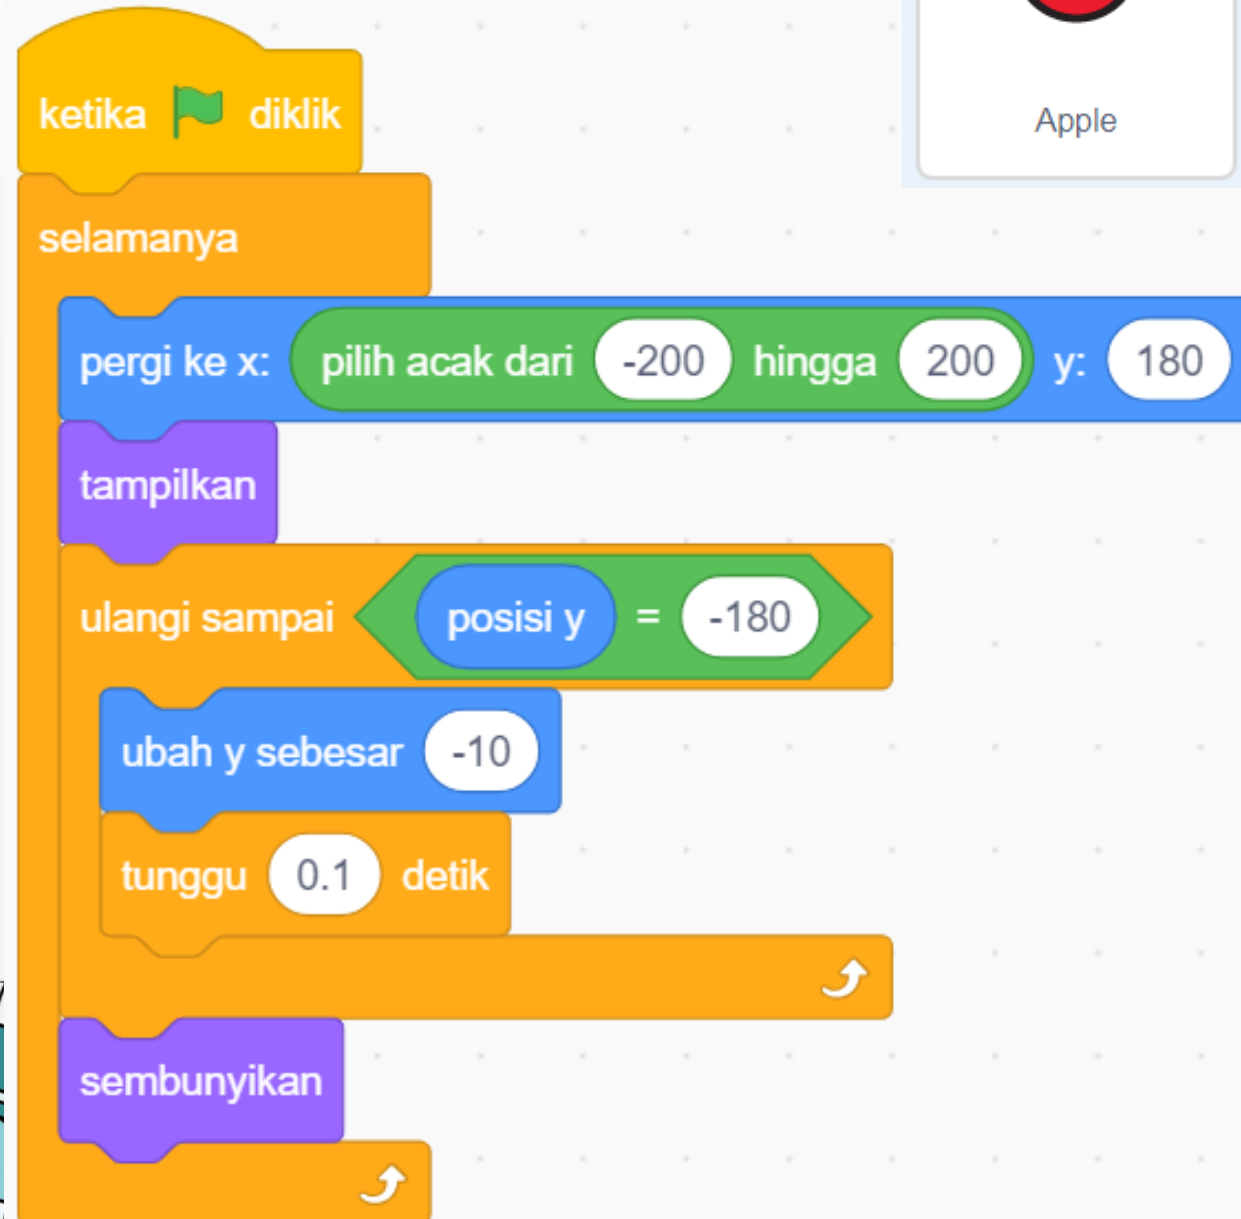 Apple
ketika diklik
selamanya
pergi ke x: pilih acak dari -200 hingga 200 y: 180
tampilkan
ulangi sampai posisi y = -180
ubah y sebesar -10
tunggu 0.1 detik
sembunyikan